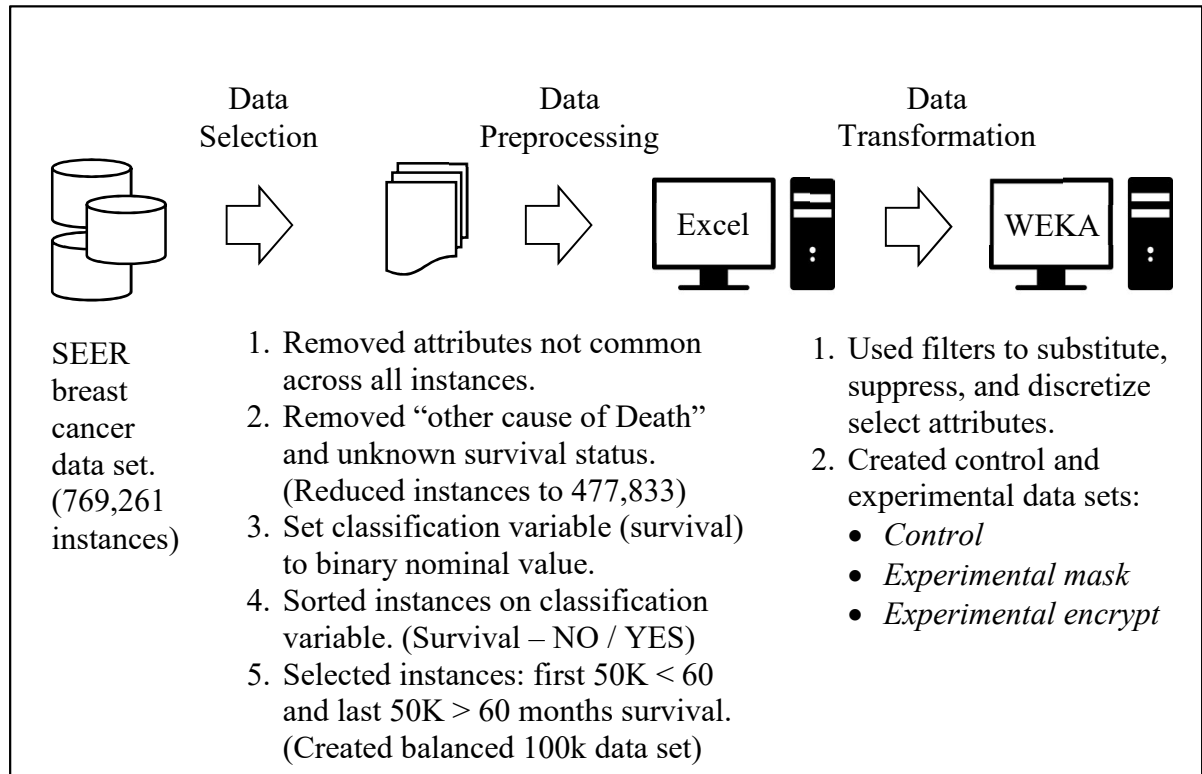 Data
Selection
Data
Preprocessing
Data
Transformation
Excel
WEKA
SEER
breast
cancer
data set.
(769,261
instances)
1. Removed attributes not common
across all instances.
2. Removed “other cause of Death”
and unknown survival status.
(Reduced instances to 477,833)
3. Set classification variable (survival)
to binary nominal value.
4. Sorted instances on classification
variable. (Survival – NO / YES)
5. Selected instances: first 50K < 60
and last 50K > 60 months survival.
(Created balanced 100k data set)
1. Used filters to substitute,
suppress, and discretize
select attributes.
2. Created control and
experimental data sets:
• Control
• Experimental mask
• Experimental encrypt